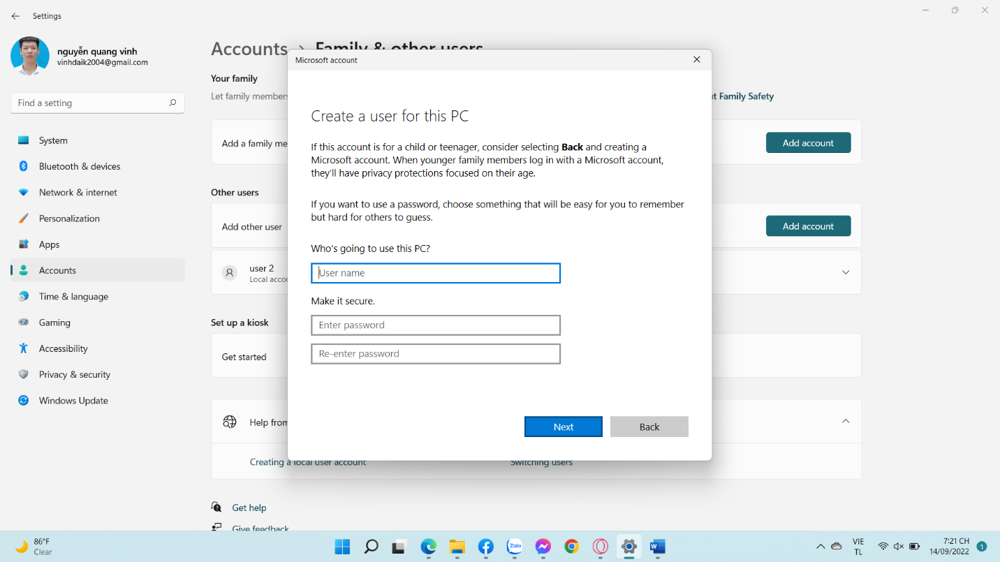 Settings
nguyễn quang vinh
vinhdaik2004@gmail.com
Find a setting
System
Bluetooth & devices
Network & internet
Personalization
Apps
Accounts
Time & language
Gaming
Accessibility
Privacy & security
Windows Update
Accounts > Family & other users
Your family
Let family members
t Family Safety
Add a family me
Add account
Other users
Add other user
Add account
user 2
Local accou
Set up a kiosk
Get started
Help from
Creating a local user account
Switching users
Get help
Give feedback
Microsoft account
Create a user for this PC
If this account is for a child or teenager, consider selecting Back and creating a
Microsoft account. When younger family members log in with a Microsoft account,
they'll have privacy protections focused on their age.
If you want to use a password, choose something that will be easy for you to remember
but hard for others to guess.
Who's going to use this PC?
User name
Make it secure.
Enter password
Re-enter password
Next
Back
86°F
Clear
Zalo
W
VIE
TL
7:21 CH
14/09/2022
1